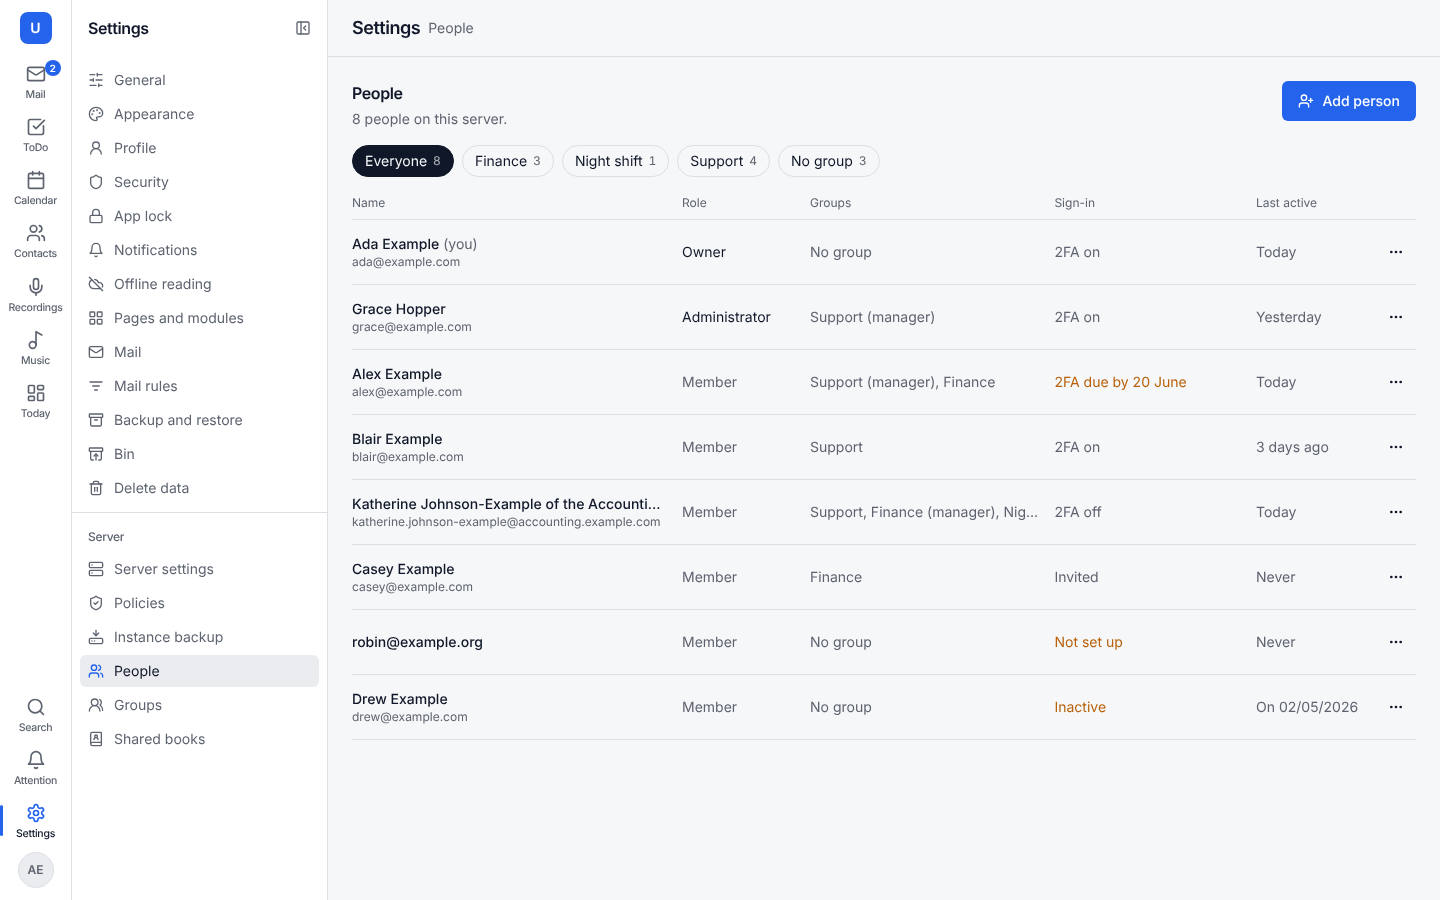 U
2
Mail
ToDo
Calendar
Contacts
Recordings
Music
Today
Search
Attention
Settings
AE
Settings
General
Appearance
Profile
Security
App lock
Notifications
Offline reading
Pages and modules
Mail
Mail rules
Backup and restore
Bin
Delete data
Server
Server settings
Policies
Instance backup
People
Groups
Shared books
Settings People
People
8 people on this server.
Add person
Everyone 8 Finance 3 Night shift 1 Support 4 No group 3
Name Role Groups Sign-in Last active
Ada Example (you)
ada@example.com
Owner No group 2FA on Today
Grace Hopper
grace@example.com
Administrator Support (manager) 2FA on Yesterday
Alex Example
alex@example.com
Member Support (manager), Finance 2FA due by 20 June Today
Blair Example
blair@example.com
Member Support 2FA on 3 days ago
Katherine Johnson-Example of the Accounti...
katherine.johnson-example@accounting.example.com
Member Support, Finance (manager), Nig... 2FA off Today
Casey Example
casey@example.com
Member Finance Invited Never
robin@example.org
Member No group Not set up Never
Drew Example
drew@example.com
Member No group Inactive On 02/05/2026